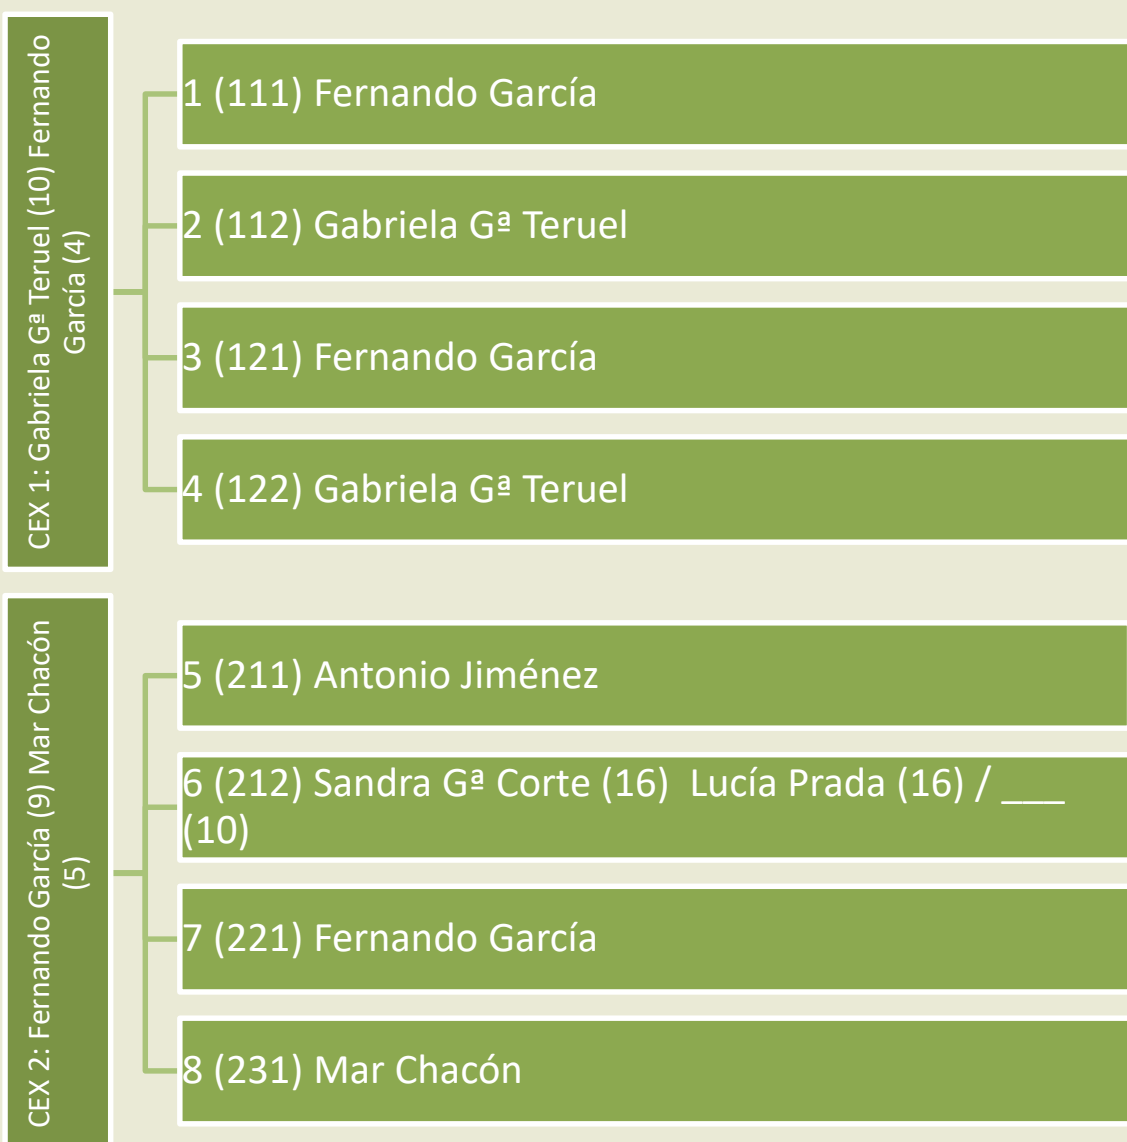 CEX 1: Gabriela Gª Teruel (10) Fernando
García (4)
1 (111) Fernando García
2 (112) Gabriela Gª Teruel
3 (121) Fernando García
4 (122) Gabriela Gª Teruel
CEX 2: Fernando García (9) Mar Chacón
(5)
5 (211) Antonio Jiménez
6 (212) Sandra Gª Corte (16)  Lucía Prada (16) / ___
(10)
7 (221) Fernando García
8 (231) Mar Chacón